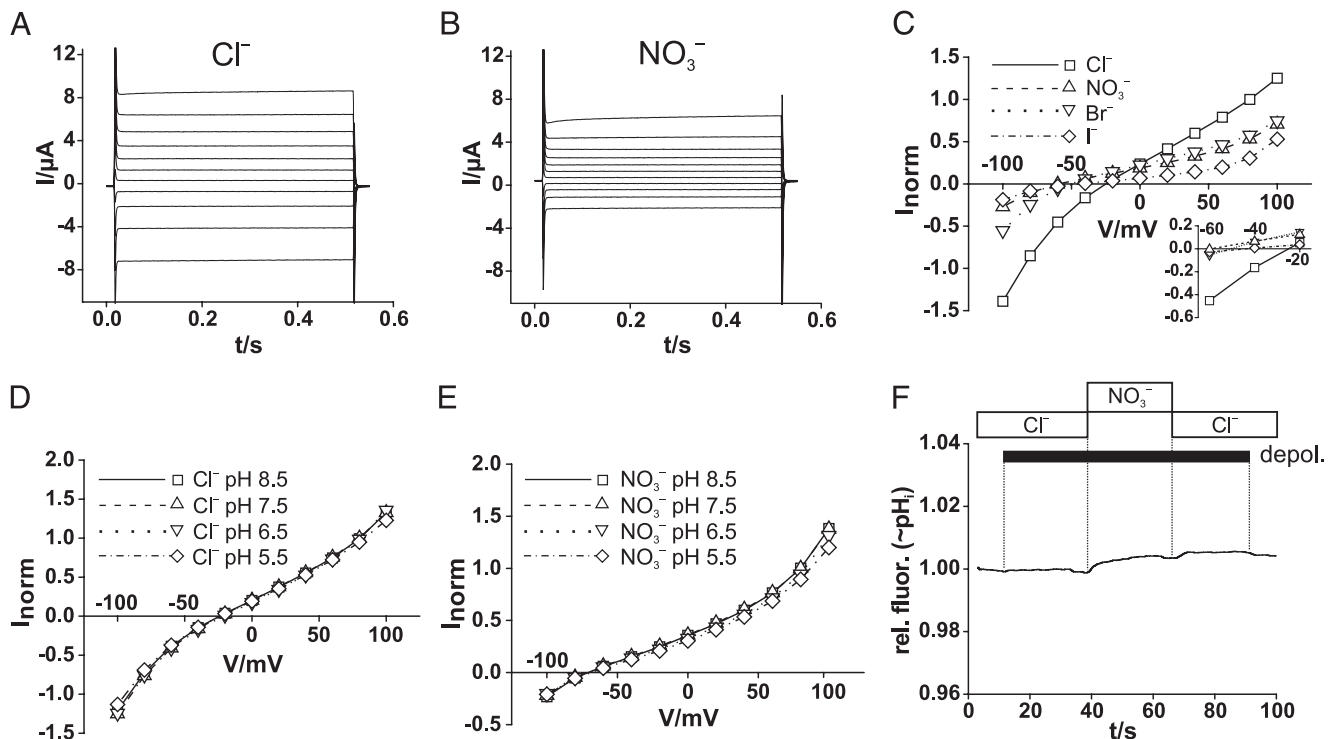 A
Cl⁻
I/µA
12
8
4
0
-4
-8
0.0 0.2 0.4 0.6
t/s
B
NO₃⁻
I/µA
12
8
4
0
-4
-8
0.0 0.2 0.4 0.6
t/s
C
Cl⁻
NO₃⁻
Br⁻
I⁻
Inorm
1.5
1.0
0.5
0.0
-0.5
-1.0
-1.5
-100 -50 0 50 100
V/mV
0.2
0.0
-0.2
-0.4
-0.6
-60 -40 -20
D
Cl⁻ pH 8.5
Cl⁻ pH 7.5
Cl⁻ pH 6.5
Cl⁻ pH 5.5
Inorm
2.0
1.5
1.0
0.5
0.0
-0.5
-1.0
-1.5
-100 -50 0 50 100
V/mV
E
NO₃⁻ pH 8.5
NO₃⁻ pH 7.5
NO₃⁻ pH 6.5
NO₃⁻ pH 5.5
Inorm
2.0
1.5
1.0
0.5
0.0
-0.5
-100 -50 0 50 100
V/mV
F
NO₃⁻
Cl⁻ Cl⁻
depol.
rel. fluor. (~pHᵢ)
1.04
1.02
1.00
0.98
0.96
0 20 40 60 80 100
t/s